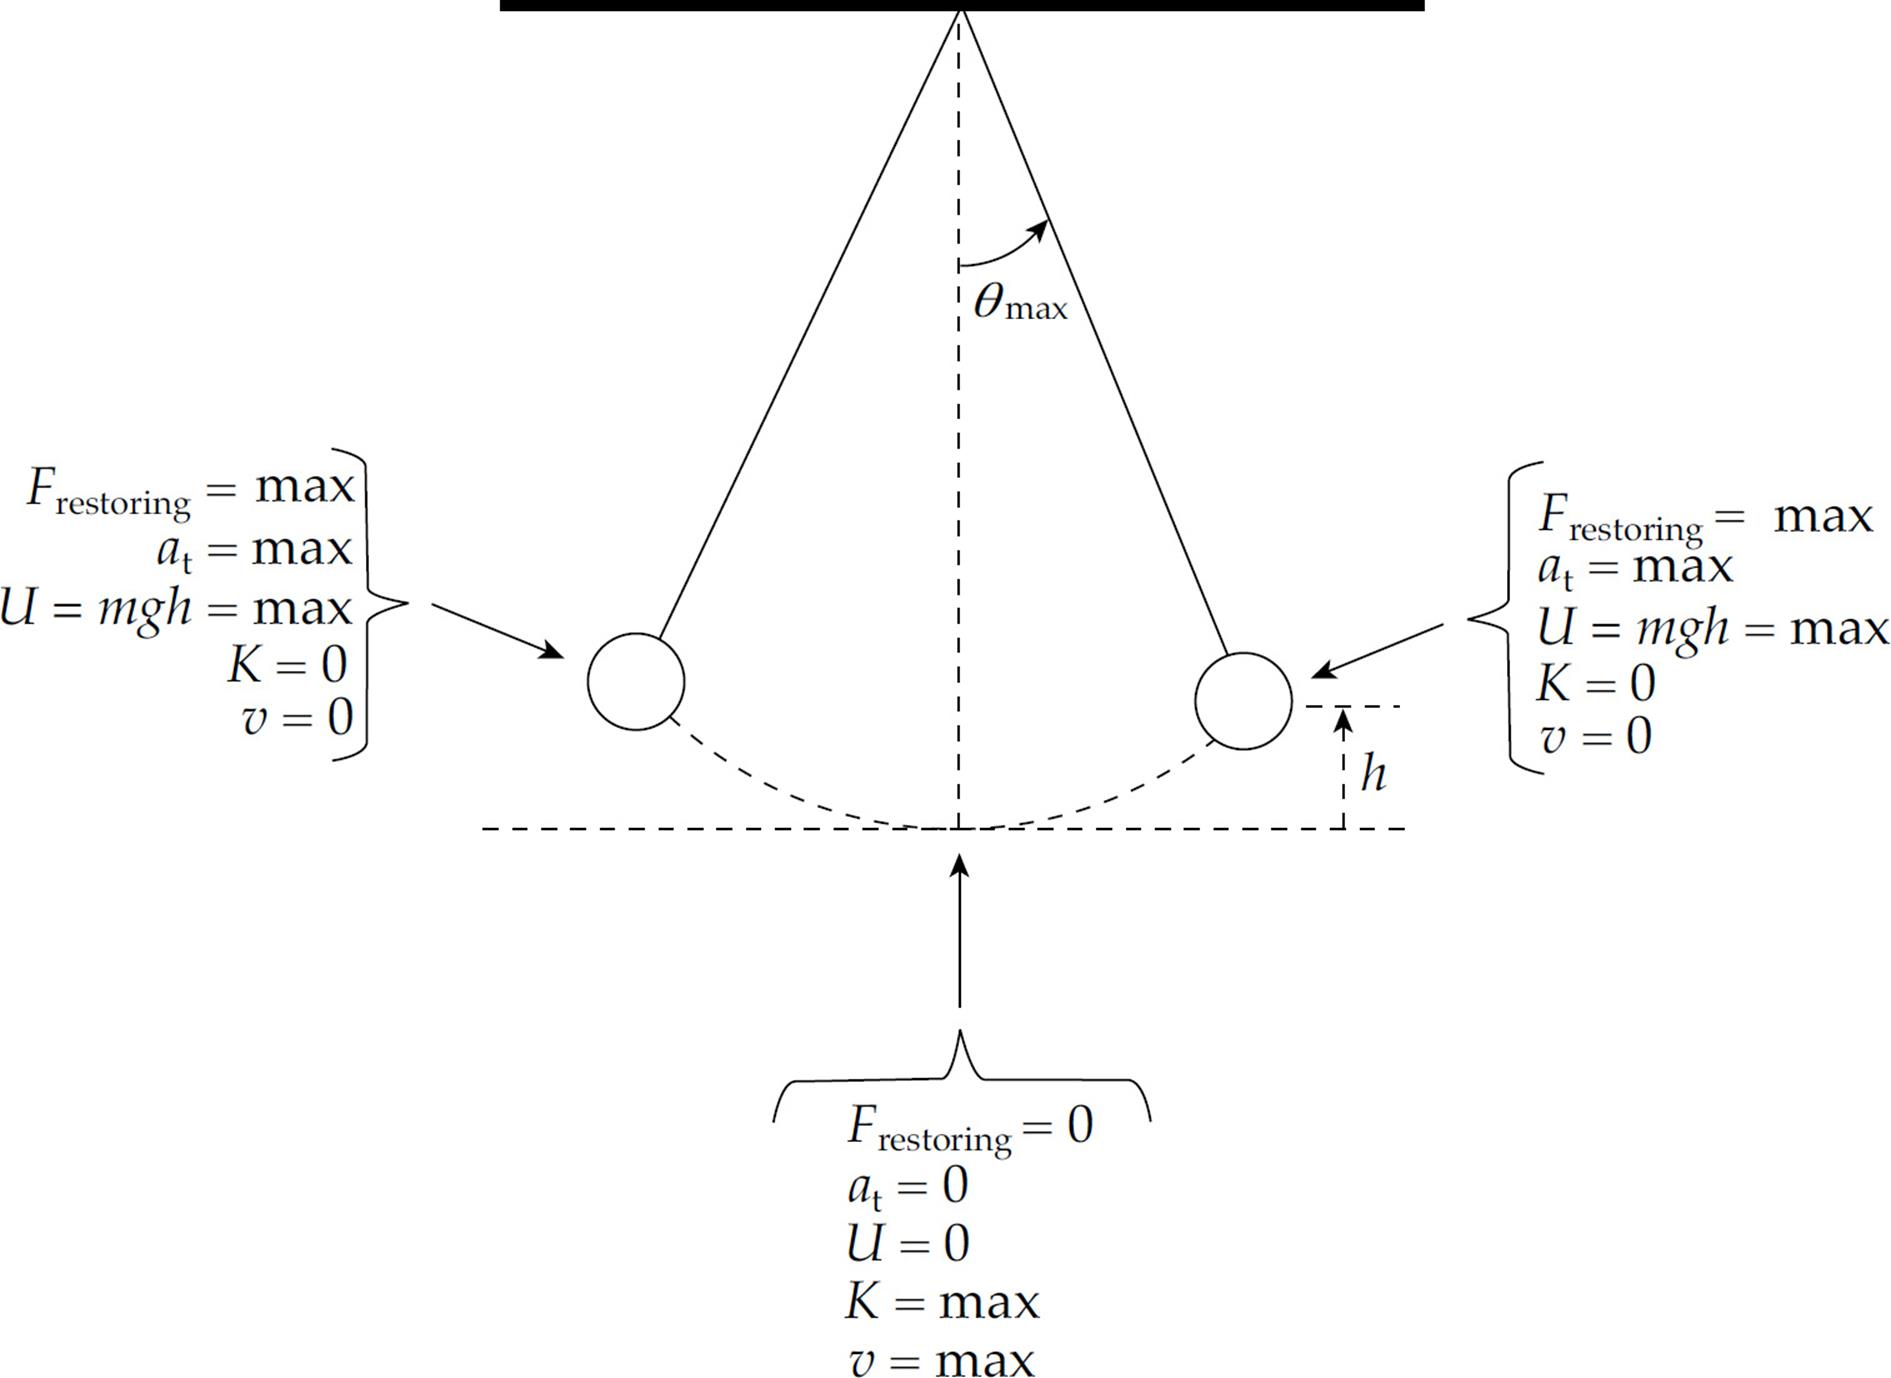 θmax
Frestoring = max
at = max
U = mgh = max
K = 0
v = 0
Frestoring = max
at = max
U = mgh = max
K = 0
v = 0
h
Frestoring = 0
at = 0
U = 0
K = max
v = max